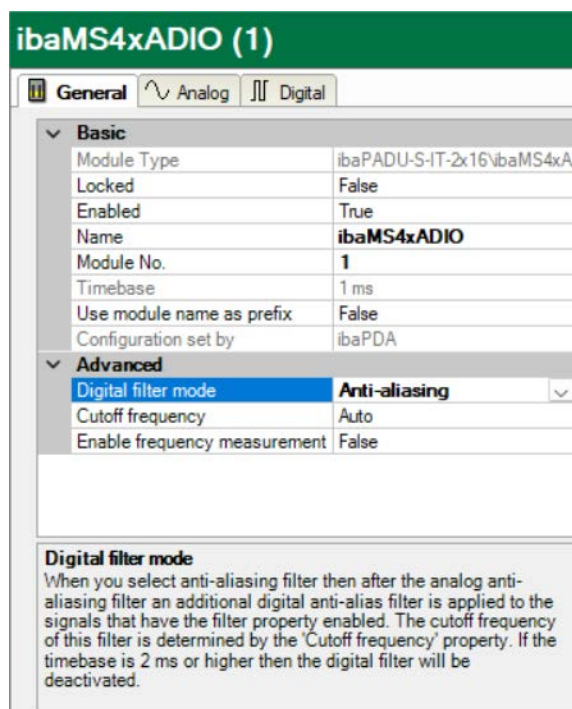 ibaMS4xADIO (1)
General Analog Digital
Basic
Module Type ibaPADU-S-IT-2x16\ibaMS4xA
Locked False
Enabled True
Name ibaMS4xADIO
Module No. 1
Timebase 1 ms
Use module name as prefix False
Configuration set by ibaPDA
Advanced
Digital filter mode Anti-aliasing
Cutoff frequency Auto
Enable frequency measurement False
Digital filter mode
When you select anti-aliasing filter then after the analog anti-
aliasing filter an additional digital anti-alias filter is applied to the
signals that have the filter property enabled. The cutoff frequency
of this filter is determined by the 'Cutoff frequency' property. If the
timebase is 2 ms or higher then the digital filter will be
deactivated.